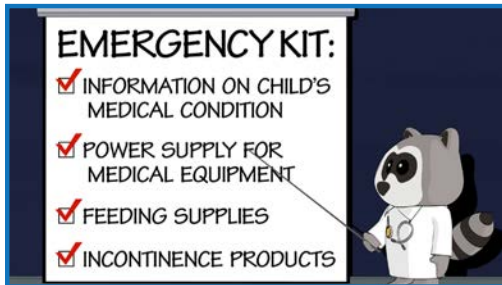 EMERGENCY KIT:
INFORMATION ON CHILD'S
MEDICAL CONDITION
POWER SUPPLY FOR
MEDICAL EQUIPMENT
FEEDING SUPPLIES
INCONTINENCE PRODUCTS